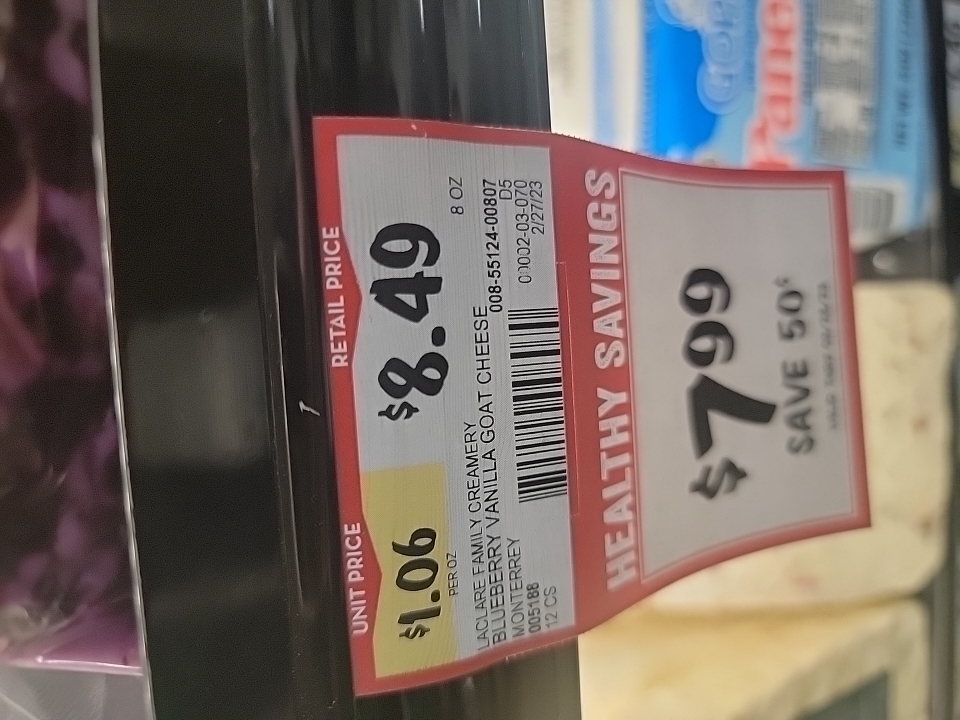 UNIT PRICE
RETAIL PRICE
$1.06
PER OZ
$8.49
8 OZ
LACLARE FAMILY CREAMERY
BLUEBERRY VANILLA GOAT CHEESE
008-55124-00807
MONTERREY
D5
005188
00002-03-070
12 CS
2/27/23
HEALTHY SAVINGS
$7.99
SAVE 50¢